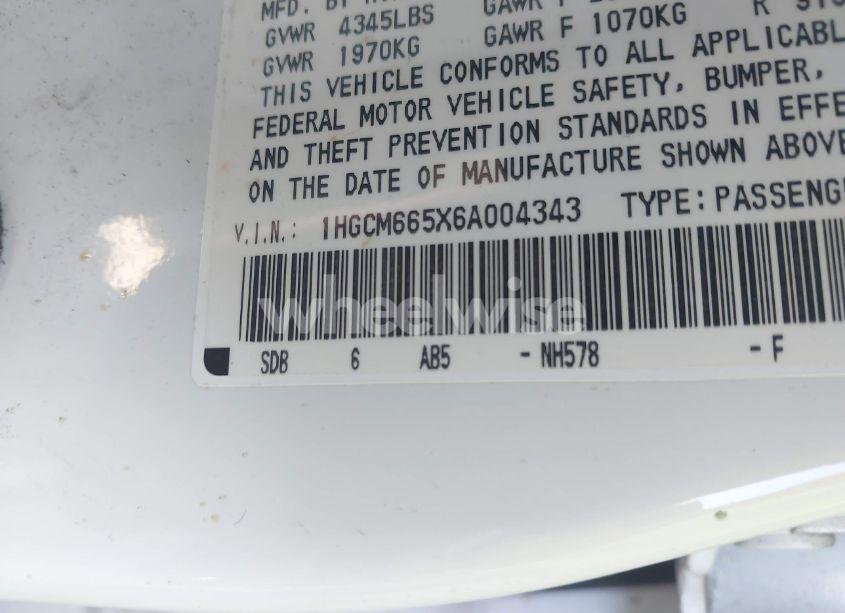 MFD. BY
GVWR 4345LBS GAWR F
GVWR 1970KG GAWR F 1070KG R
THIS VEHICLE CONFORMS TO ALL APPLICABL
FEDERAL MOTOR VEHICLE SAFETY, BUMPER,
AND THEFT PREVENTION STANDARDS IN EFFE
ON THE DATE OF MANUFACTURE SHOWN ABOVE
V.I.N.: 1HGCM665X6A004343 TYPE:PASSENG
wheelwise
SDB 6 AB5 -NH578 -F